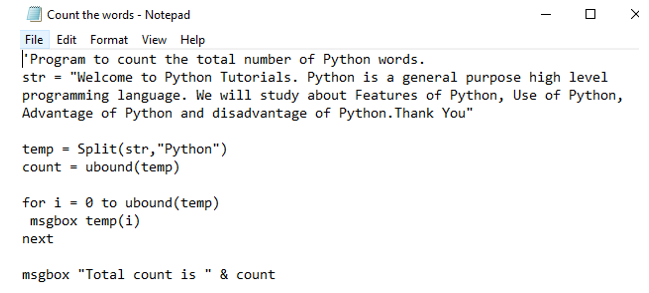 Count the words - Notepad
File Edit Format View Help
'Program to count the total number of Python words.
str = "Welcome to Python Tutorials. Python is a general purpose high level
programming language. We will study about Features of Python, Use of Python,
Advantage of Python and disadvantage of Python.Thank You"
temp = Split(str,"Python")
count = ubound(temp)
for i = 0 to ubound(temp)
msgbox temp(i)
next
msgbox "Total count is " & count